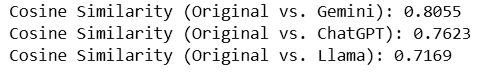 Cosine Similarity (Original vs. Gemini): 0.8055
Cosine Similarity (Original vs. ChatGPT): 0.7623
Cosine Similarity (Original vs. Llama): 0.7169